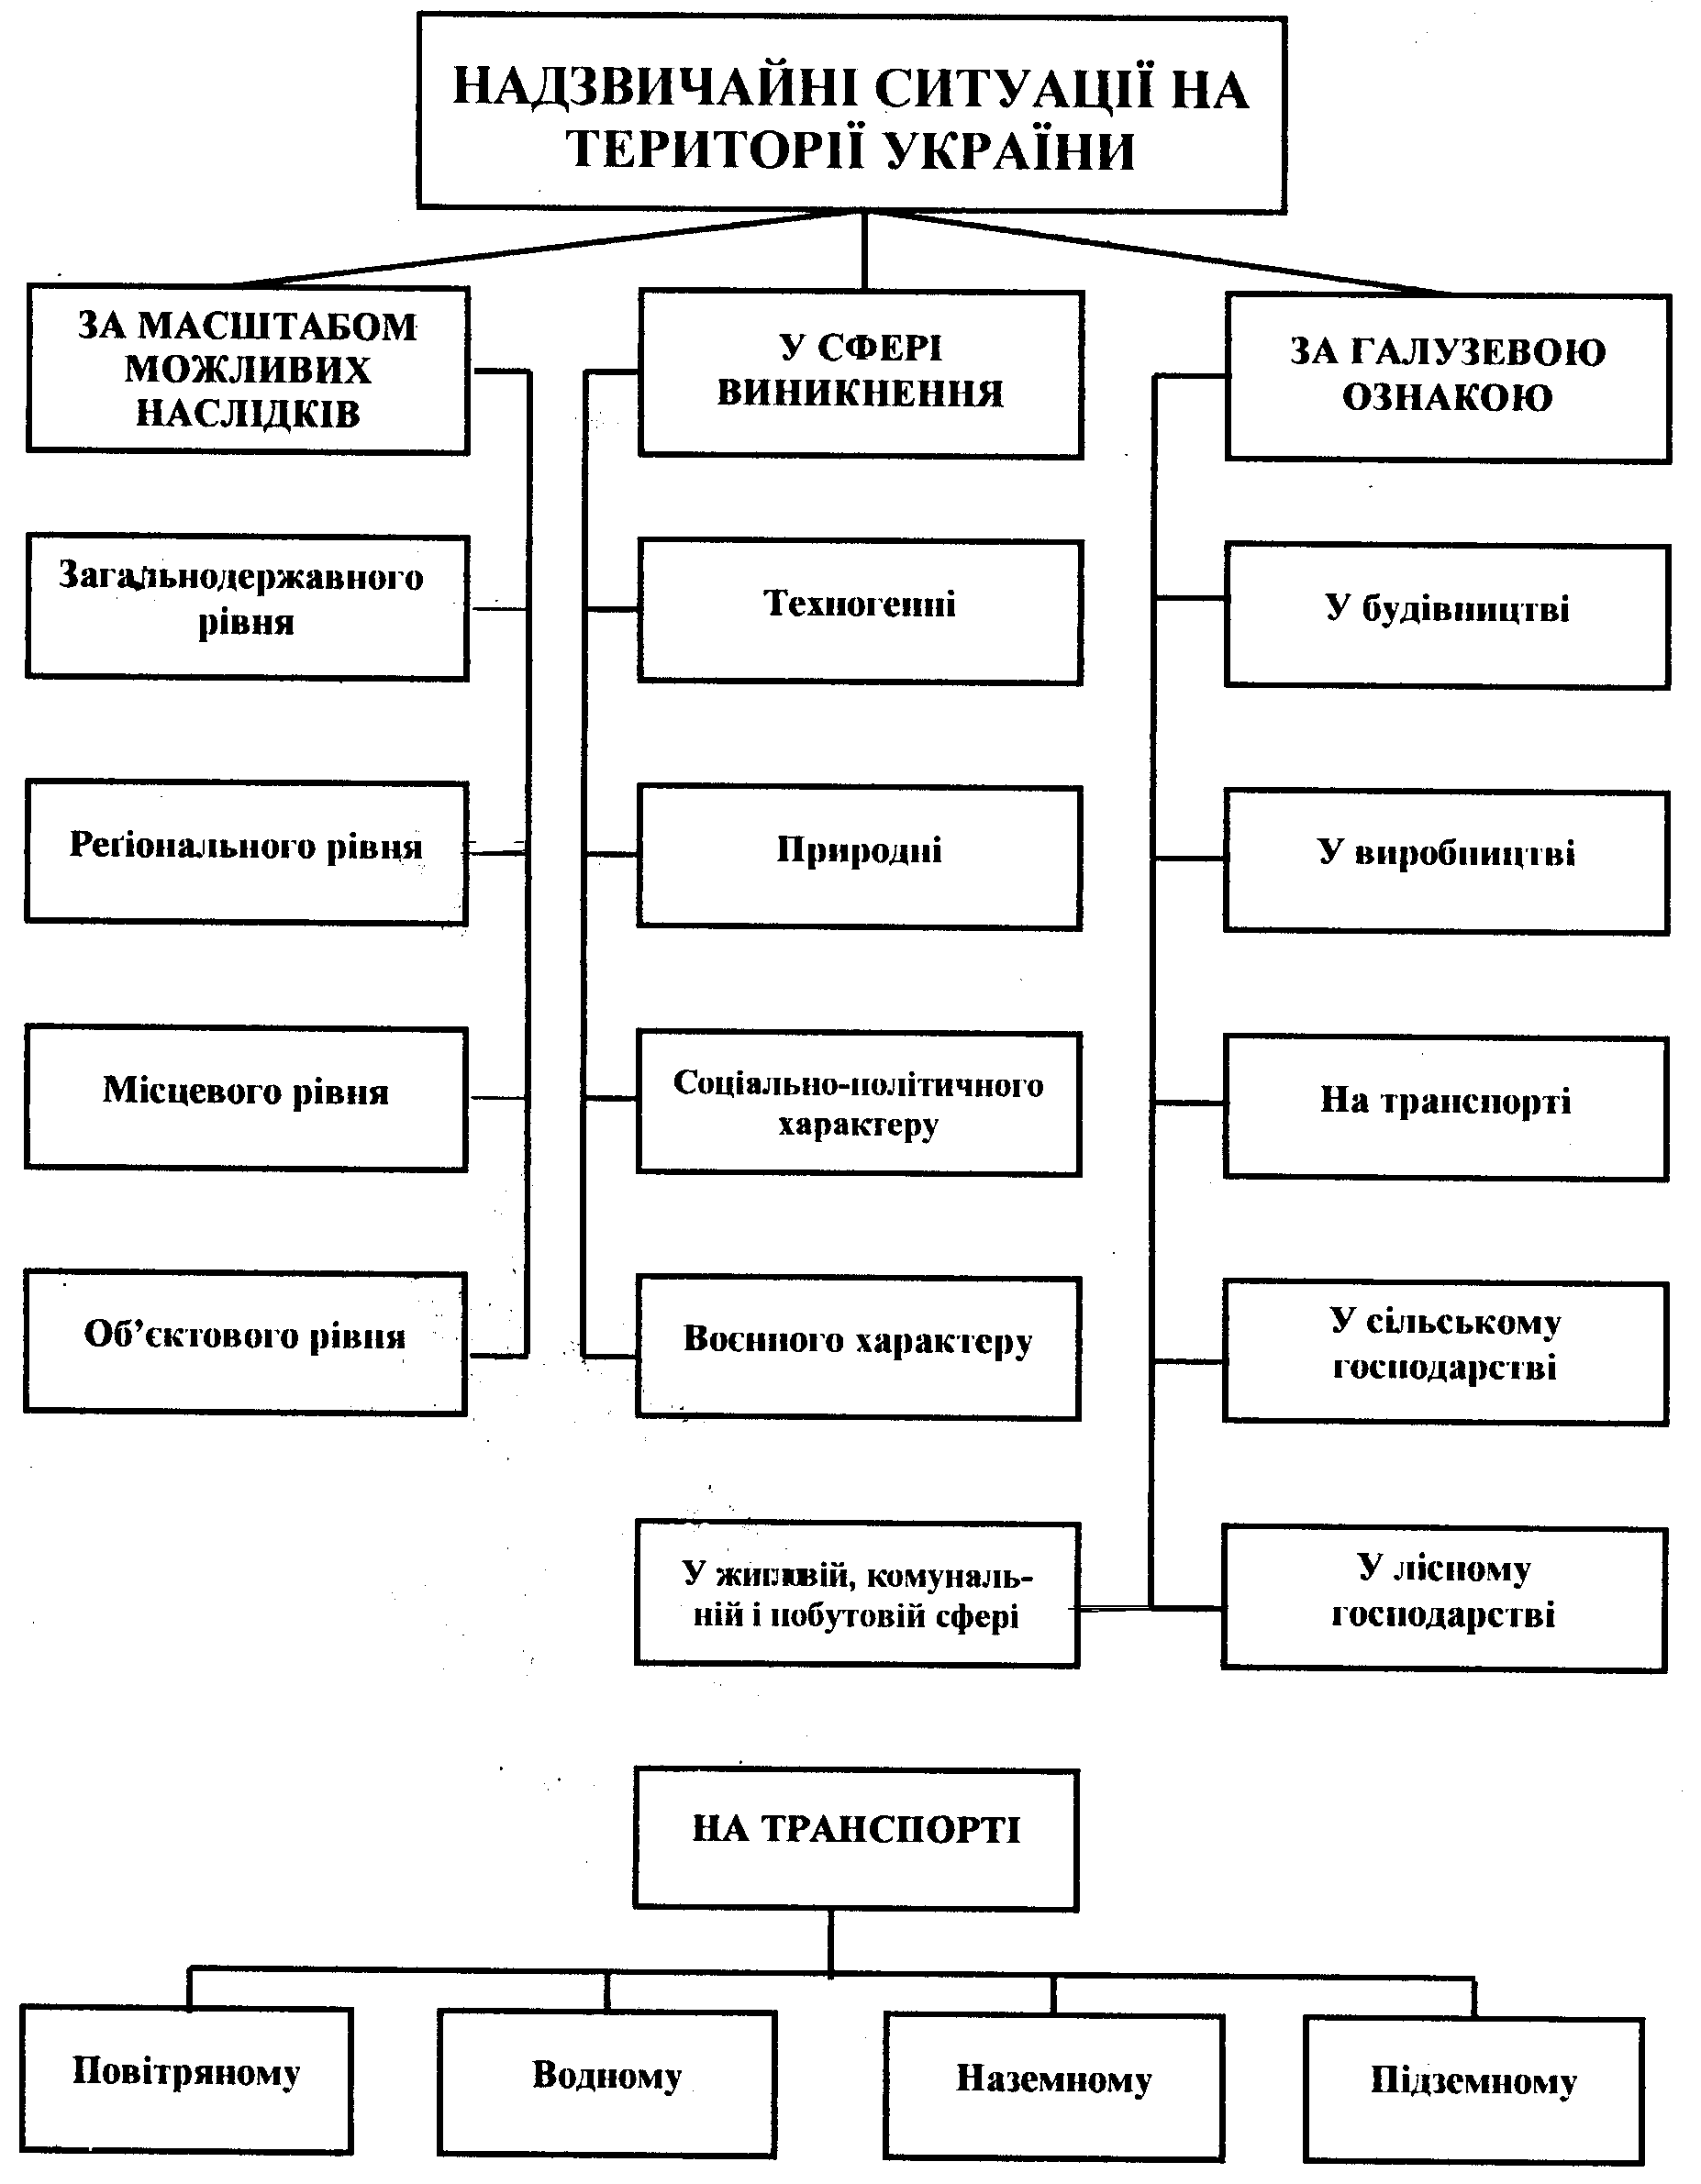 НАДЗВИЧАЙНІ СИТУАЦІЇ НА
ТЕРИТОРІЇ УКРАЇНИ
ЗА МАСШТАБОМ
МОЖЛИВИХ
НАСЛІДКІВ
У СФЕРІ
ВИНИКНЕННЯ
ЗА ГАЛУЗЕВОЮ
ОЗНАКОЮ
Загальнодержавного
рівня
Техногенні
У будівництві
Регіонального рівня
Природні
У виробництві
Місцевого рівня
Соціально-політичного
характеру
На транспорті
Об’єктового рівня
Воєнного характеру
У сільському
господарстві
У житловій, комуналь-
ній і побутовій сфері
У лісному
господарстві
НА ТРАНСПОРТІ
Повітряному
Водному
Наземному
Підземному